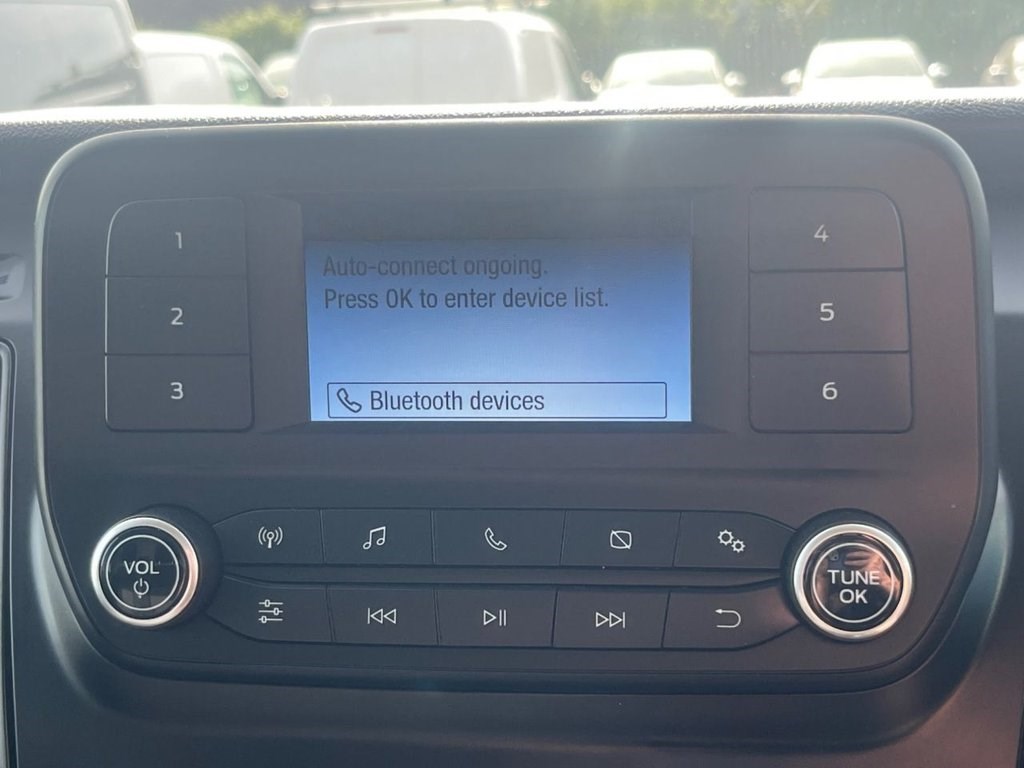 1
2
3
Auto-connect ongoing.
Press OK to enter device list.
Bluetooth devices
4
5
6
VOL
TUNE
OK